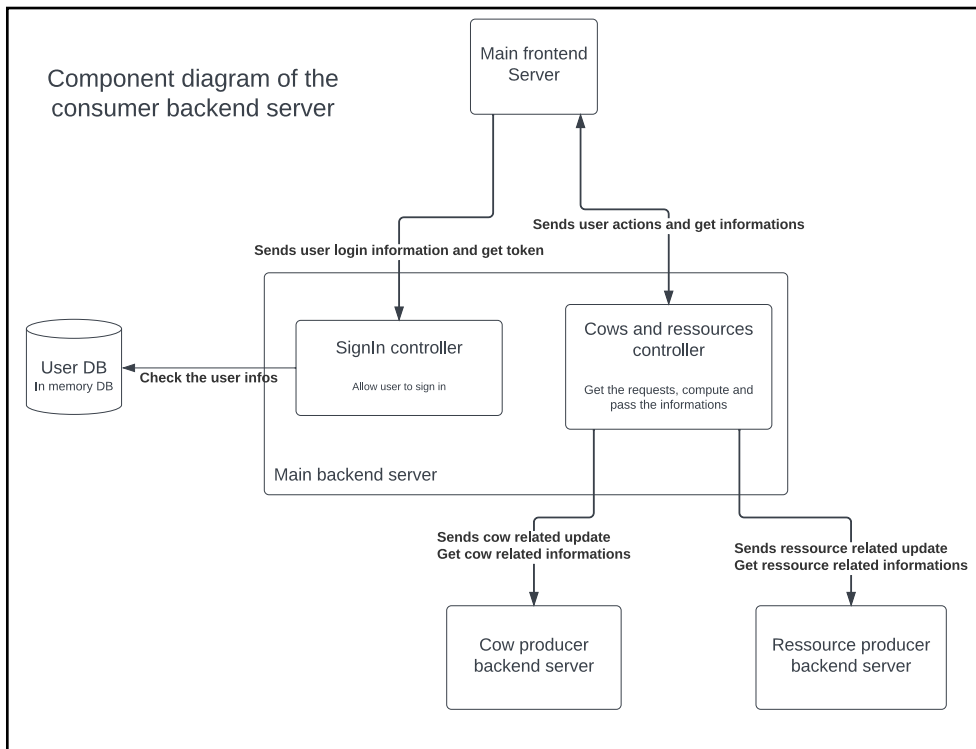 Component diagram of the
consumer backend server
Main frontend
Server
Sends user login information and get token
Sends user actions and get informations
User DB
In memory DB
Check the user infos
SignIn controller
Allow user to sign in
Cows and ressources
controller
Get the requests, compute and
pass the informations
Main backend server
Sends cow related update
Get cow related informations
Sends ressource related update
Get ressource related informations
Cow producer
backend server
Ressource producer
backend server